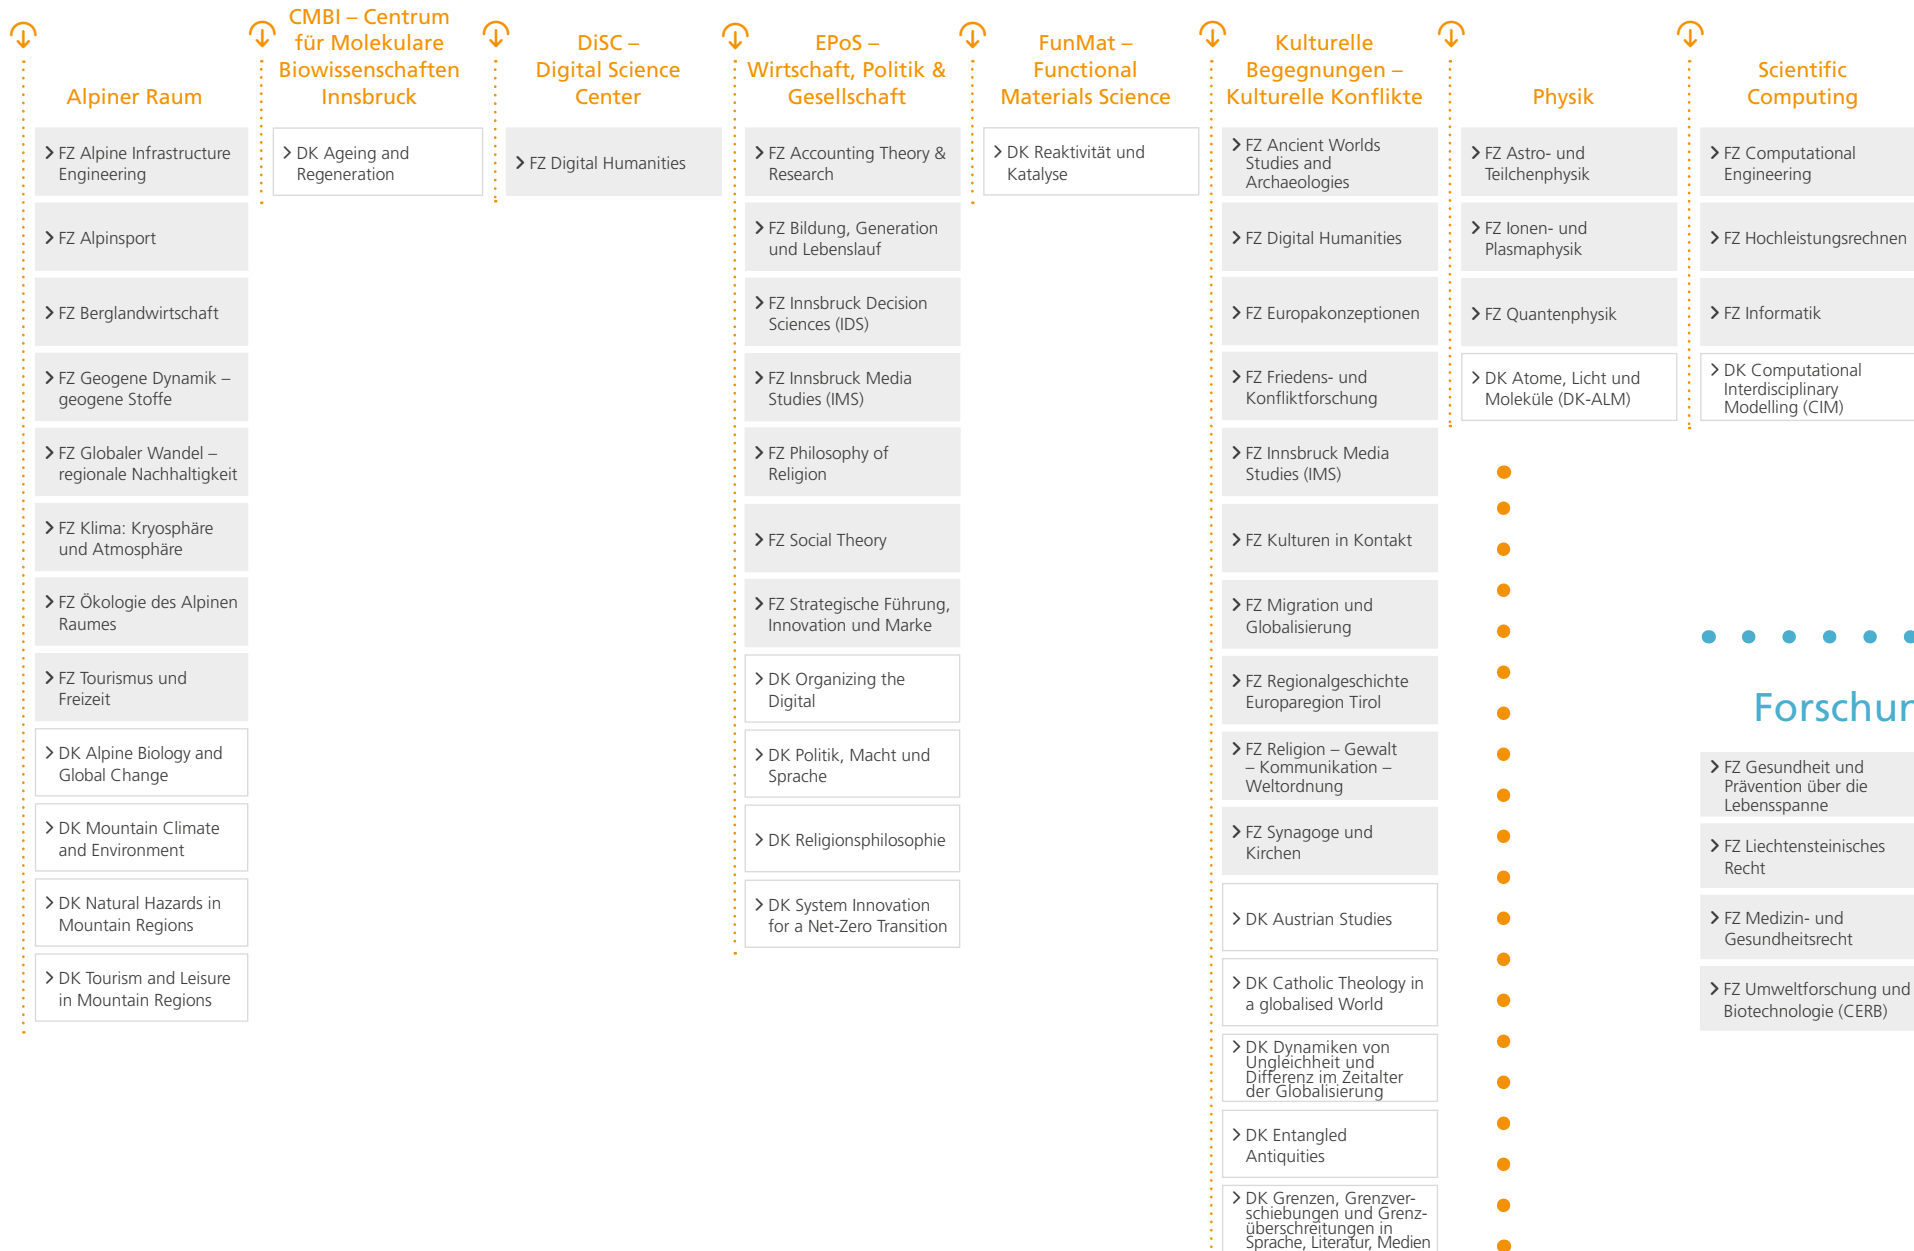 Alpiner Raum
> FZ Alpine Infrastructure
Engineering
> FZ Alpinsport
> FZ Berglandwirtschaft
> FZ Geogene Dynamik –
geogene Stoffe
> FZ Globaler Wandel –
regionale Nachhaltigkeit
> FZ Klima: Kryosphäre
und Atmosphäre
> FZ Ökologie des Alpinen
Raumes
> FZ Tourismus und
Freizeit
> DK Alpine Biology and
Global Change
> DK Mountain Climate
and Environment
> DK Natural Hazards in
Mountain Regions
> DK Tourism and Leisure
in Mountain Regions
CMBI – Centrum
für Molekulare
Biowissenschaften
Innsbruck
> DK Ageing and
Regeneration
DiSC –
Digital Science
Center
> FZ Digital Humanities
EPoS –
Wirtschaft, Politik &
Gesellschaft
> FZ Accounting Theory &
Research
> FZ Bildung, Generation
und Lebenslauf
> FZ Innsbruck Decision
Sciences (IDS)
> FZ Innsbruck Media
Studies (IMS)
> FZ Philosophy of
Religion
> FZ Social Theory
> FZ Strategische Führung,
Innovation und Marke
> DK Organizing the
Digital
> DK Politik, Macht und
Sprache
> DK Religionsphilosophie
> DK System Innovation
for a Net-Zero Transition
FunMat –
Functional
Materials Science
> DK Reaktivität und
Katalyse
Kulturelle
Begegnungen –
Kulturelle Konflikte
> FZ Ancient Worlds
Studies and
Archaeologies
> FZ Digital Humanities
> FZ Europakonzeptionen
> FZ Friedens- und
Konfliktforschung
> FZ Innsbruck Media
Studies (IMS)
> FZ Kulturen in Kontakt
> FZ Migration und
Globalisierung
> FZ Regionalgeschichte
Europaregion Tirol
> FZ Religion – Gewalt
– Kommunikation –
Weltordnung
> FZ Synagoge und
Kirchen
> DK Austrian Studies
> DK Catholic Theology in
a globalised World
> DK Dynamiken von
Ungleichheit und
Differenz im Zeitalter
der Globalisierung
> DK Entangled
Antiquities
> DK Grenzen, Grenzver-
schiebungen und Grenz-
überschreitungen in
Sprache, Literatur, Medien
Physik
> FZ Astro- und
Teilchenphysik
> FZ Ionen- und
Plasmaphysik
> FZ Quantenphysik
> DK Atome, Licht und
Moleküle (DK-ALM)
Scientific
Computing
> FZ Computational
Engineering
> FZ Hochleistungsrechnen
> FZ Informatik
> DK Computational
Interdisciplinary
Modelling (CIM)
Forschun
> FZ Gesundheit und
Prävention über die
Lebensspanne
> FZ Liechtensteinisches
Recht
> FZ Medizin- und
Gesundheitsrecht
> FZ Umweltforschung und
Biotechnologie (CERB)